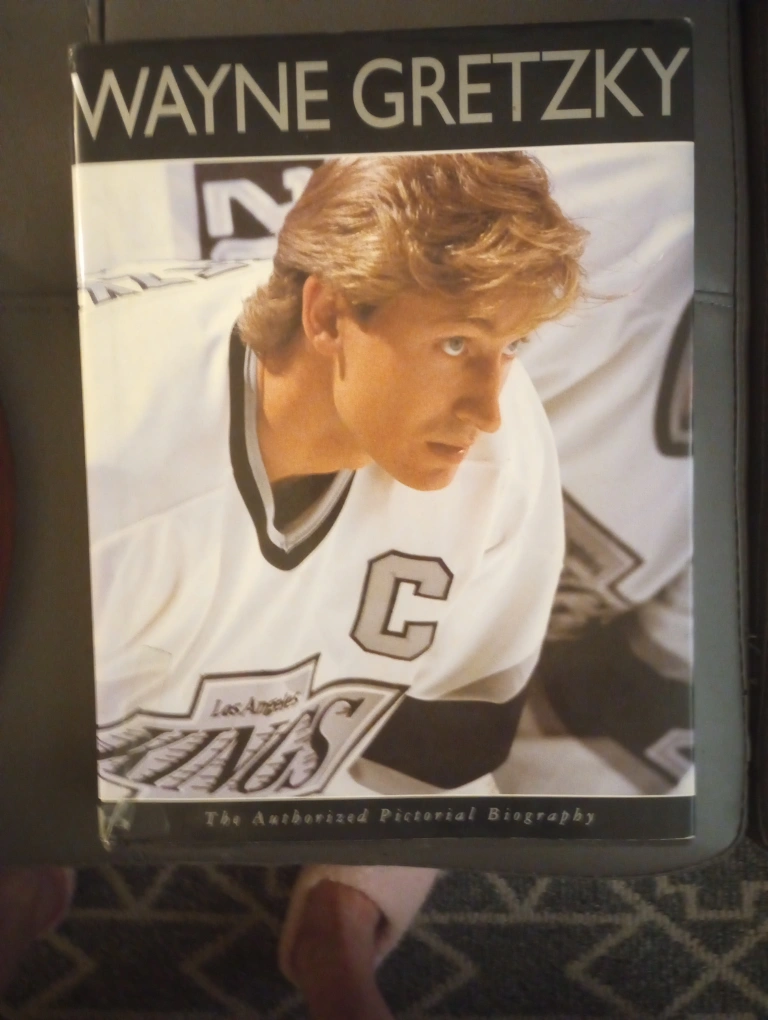 WAYNE GRETZKY
C
Los Angeles
KINGS
The Authorized Pictorial Biography